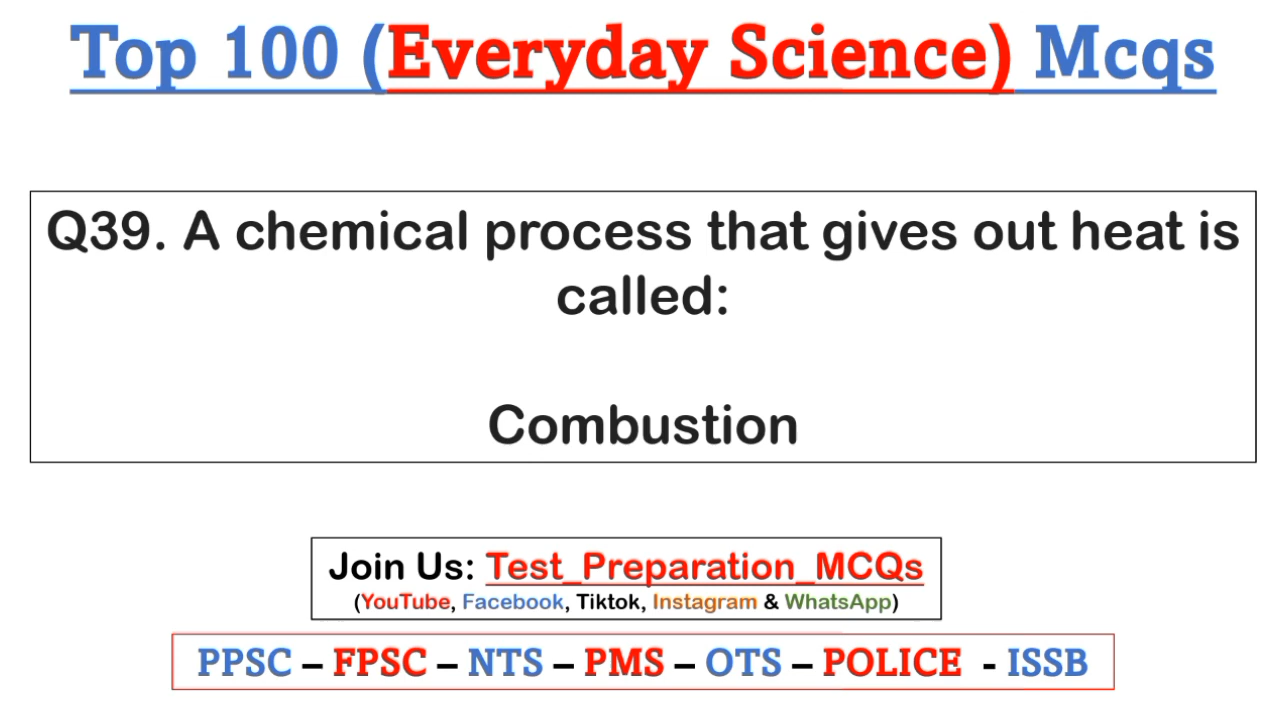 Top 100 (Everyday Science) Mcqs
Q39. A chemical process that gives out heat is
called:
Combustion
Join Us: Test_Preparation_MCQs
(YouTube, Facebook, Tiktok, Instagram & WhatsApp)
PPSC – FPSC – NTS – PMS – OTS – POLICE - ISSB